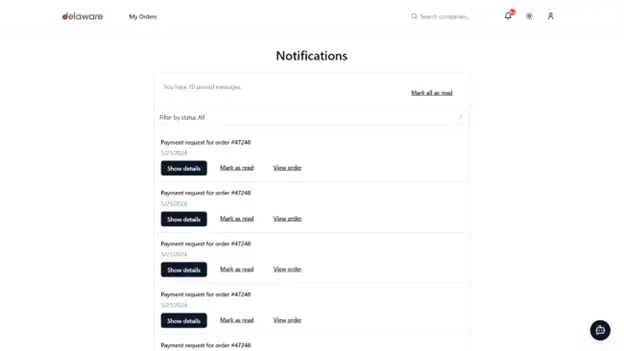 delaware
My Orders
Search companies...
Notifications
You have 10 unread messages.
Mark all as read
Filter by status All
Payment request for order #47248
5/21/2024
Show details Mark as read View order
Payment request for order #47248
5/21/2024
Show details Mark as read View order
Payment request for order #47248
5/21/2024
Show details Mark as read View order
Payment request for order #47248
5/21/2024
Show details Mark as read View order
Payment request for order #47248